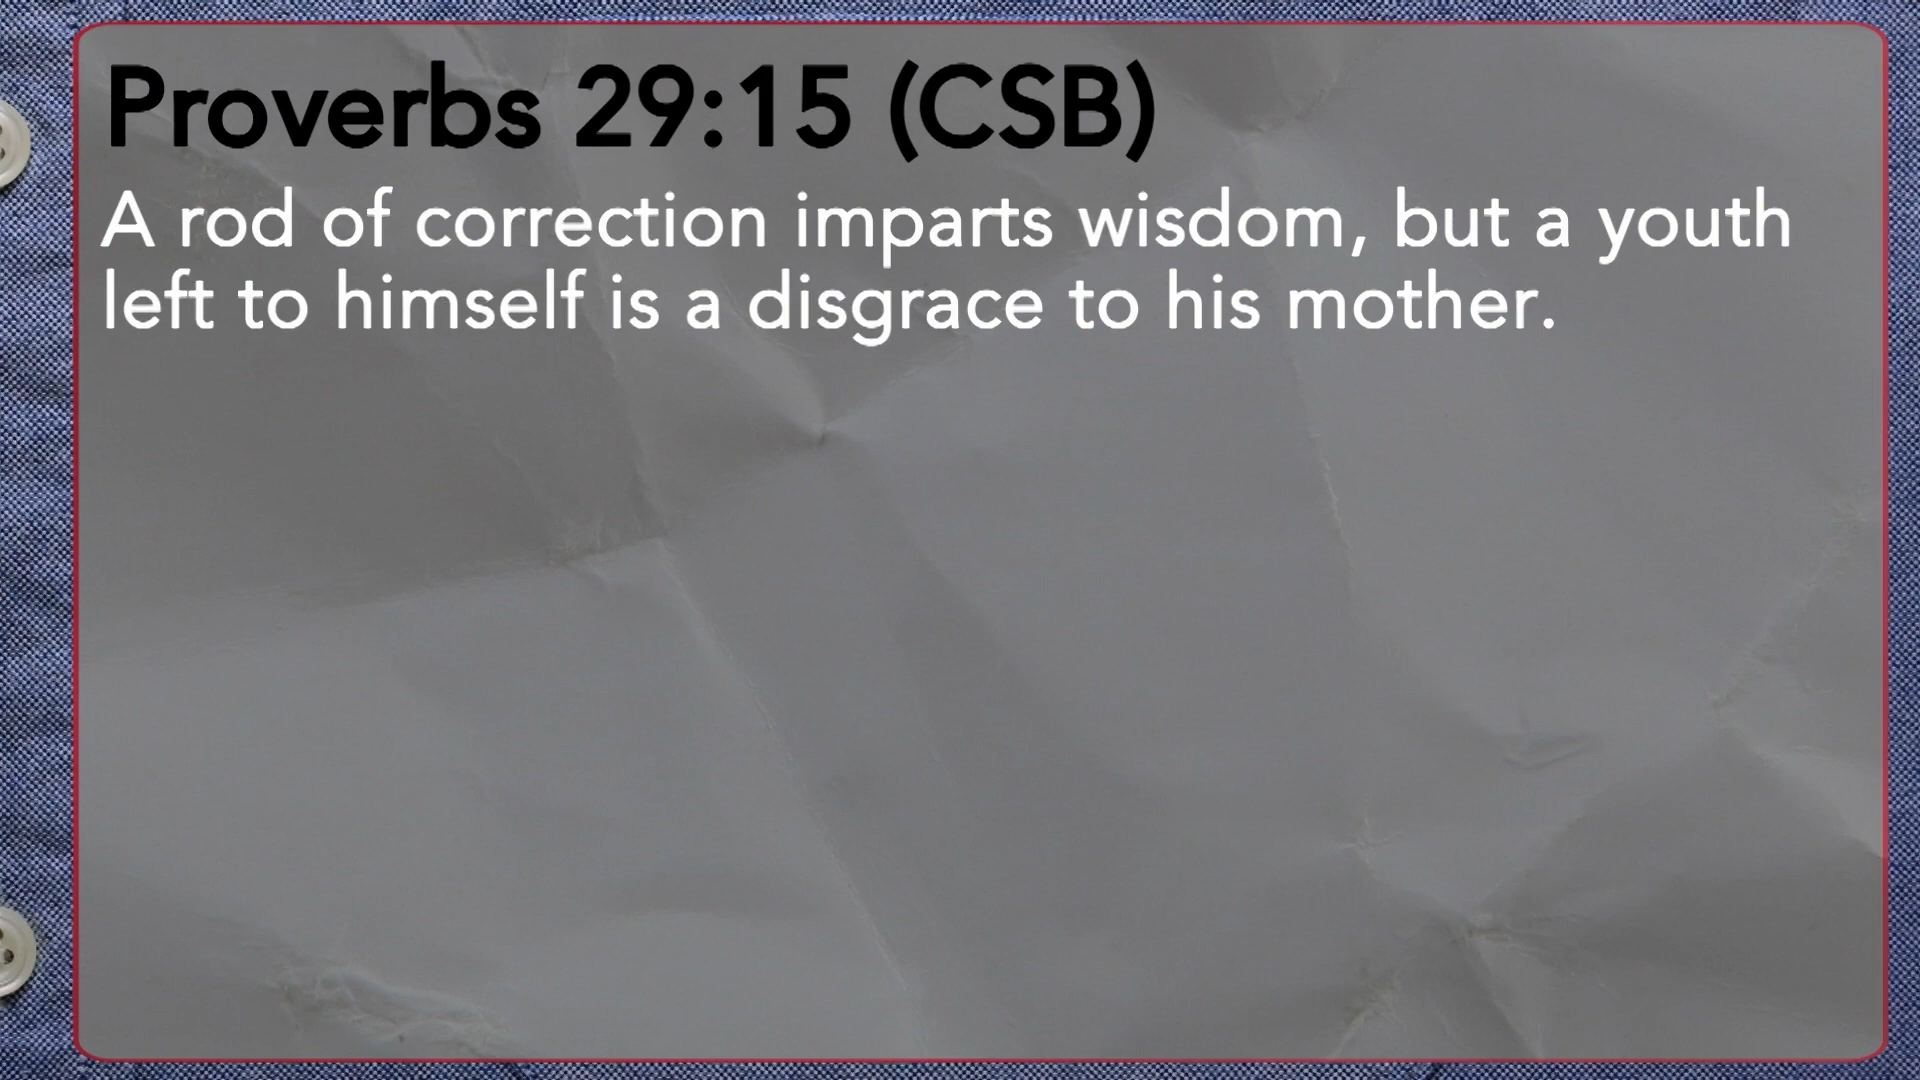 Proverbs 29:15 (CSB)
A rod of correction imparts wisdom, but a youth
left to himself is a disgrace to his mother.